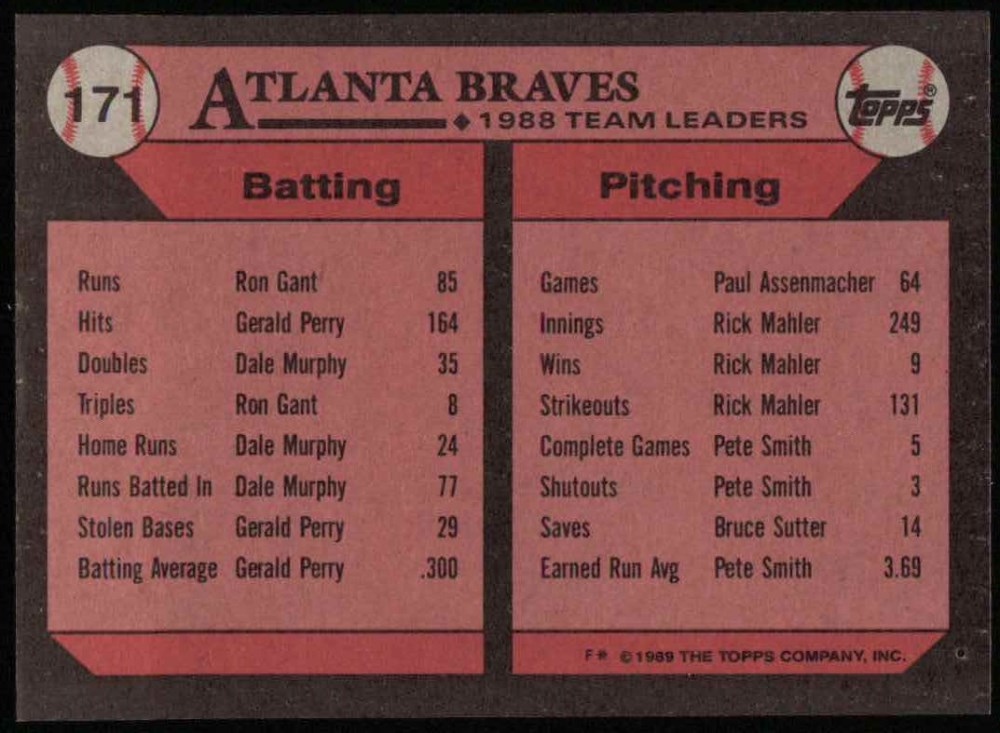 171
ATLANTA BRAVES
◆ 1988 TEAM LEADERS
TOPPS®
Batting
Runs Ron Gant 85
Hits Gerald Perry 164
Doubles Dale Murphy 35
Triples Ron Gant 8
Home Runs Dale Murphy 24
Runs Batted In Dale Murphy 77
Stolen Bases Gerald Perry 29
Batting Average Gerald Perry .300
Pitching
Games Paul Assenmacher 64
Innings Rick Mahler 249
Wins Rick Mahler 9
Strikeouts Rick Mahler 131
Complete Games Pete Smith 5
Shutouts Pete Smith 3
Saves Bruce Sutter 14
Earned Run Avg Pete Smith 3.69
F* ©1989 THE TOPPS COMPANY, INC.